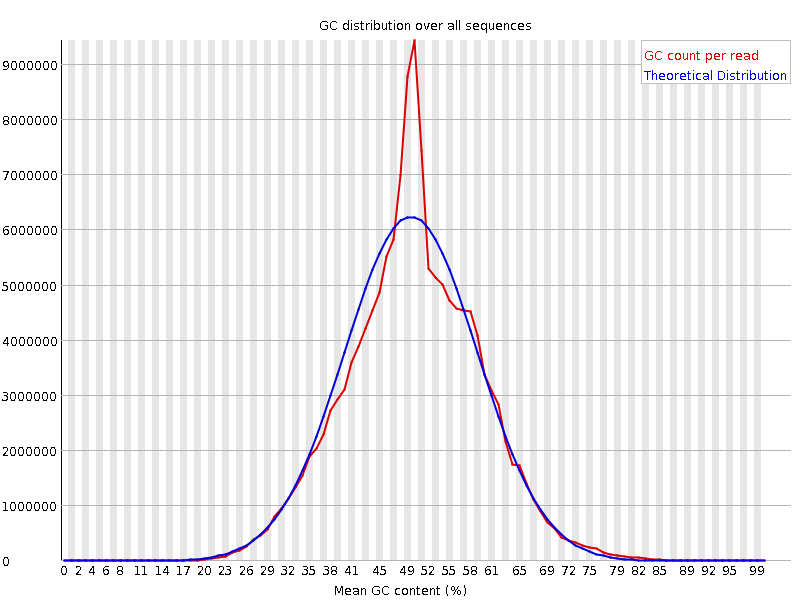 GC distribution over all sequences
GC count per read
Theoretical Distribution
9000000
8000000
7000000
6000000
5000000
4000000
3000000
2000000
1000000
0
0 2 4 6 8 11 14 17 20 23 26 29 32 35 38 41 45 49 52 55 58 61 65 69 72 75 79 82 85 89 92 95 99
Mean GC content (%)